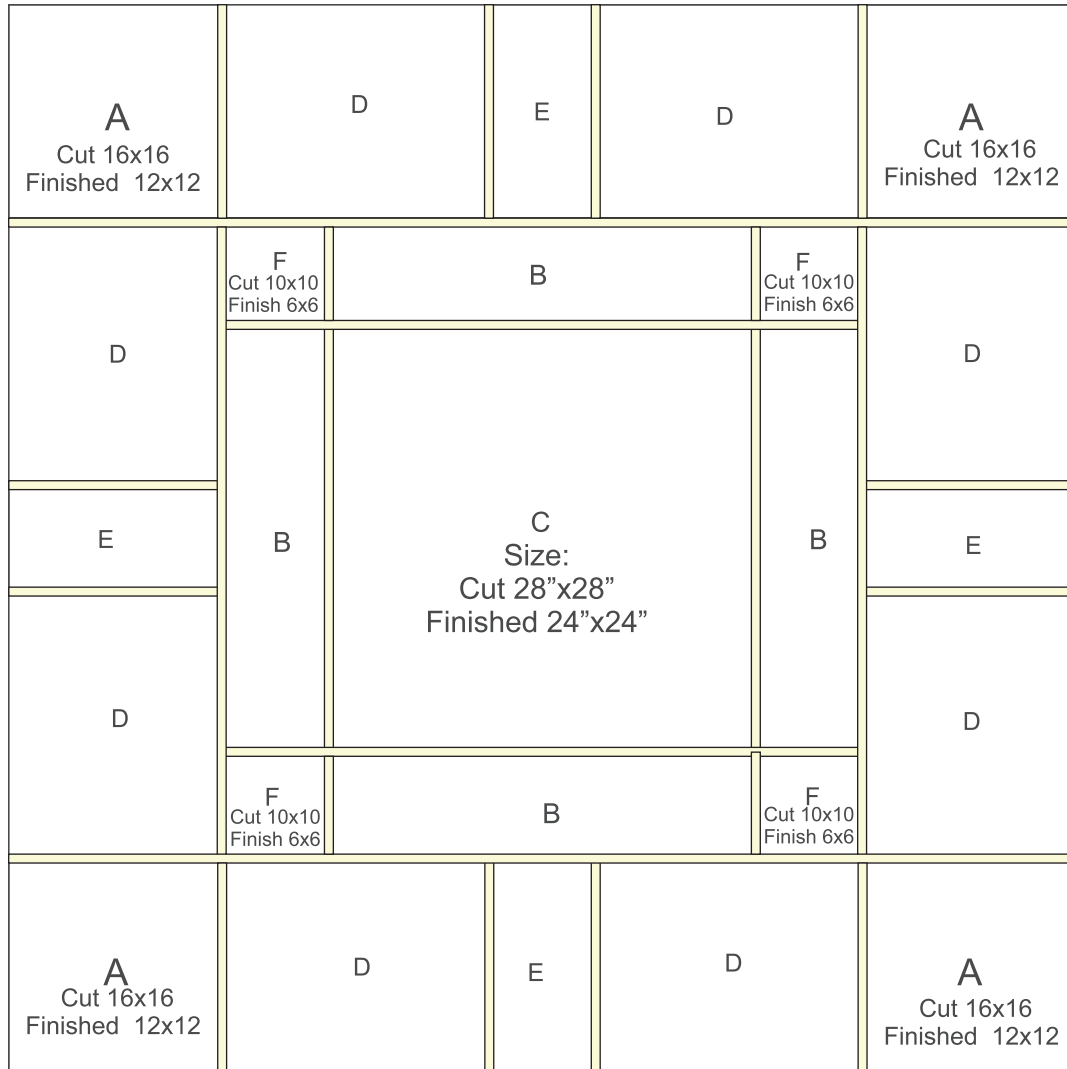 A
Cut 16x16
Finished 12x12
D
E
D
A
Cut 16x16
Finished 12x12
F
Cut 10x10
Finish 6x6
B
F
Cut 10x10
Finish 6x6
D
D
E
B
C
Size:
Cut 28”x28”
Finished 24”x24”
B
E
D
D
F
Cut 10x10
Finish 6x6
B
F
Cut 10x10
Finish 6x6
A
Cut 16x16
Finished 12x12
D
E
D
A
Cut 16x16
Finished 12x12